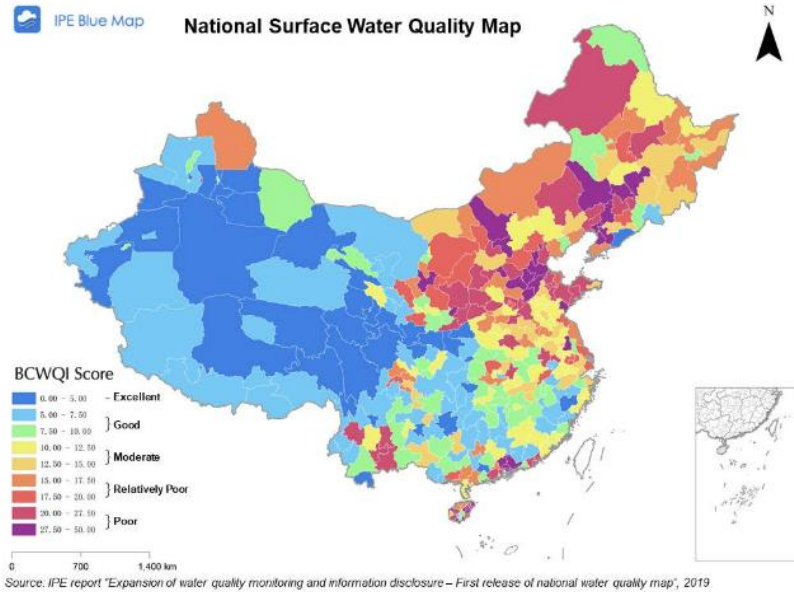 IPE Blue Map
National Surface Water Quality Map
N
BCWQI Score
0.00 - 5.00 - Excellent
5.00 - 7.50
Good
7.50 - 10.00
10.00 - 12.50
Moderate
12.50 - 15.00
15.00 - 17.50
Relatively Poor
17.50 - 20.00
20.00 - 27.50
Poor
27.50 - 50.00
0 700 1,400 km
Source: IPE report "Expansion of water quality monitoring and information disclosure – First release of national water quality map", 2019